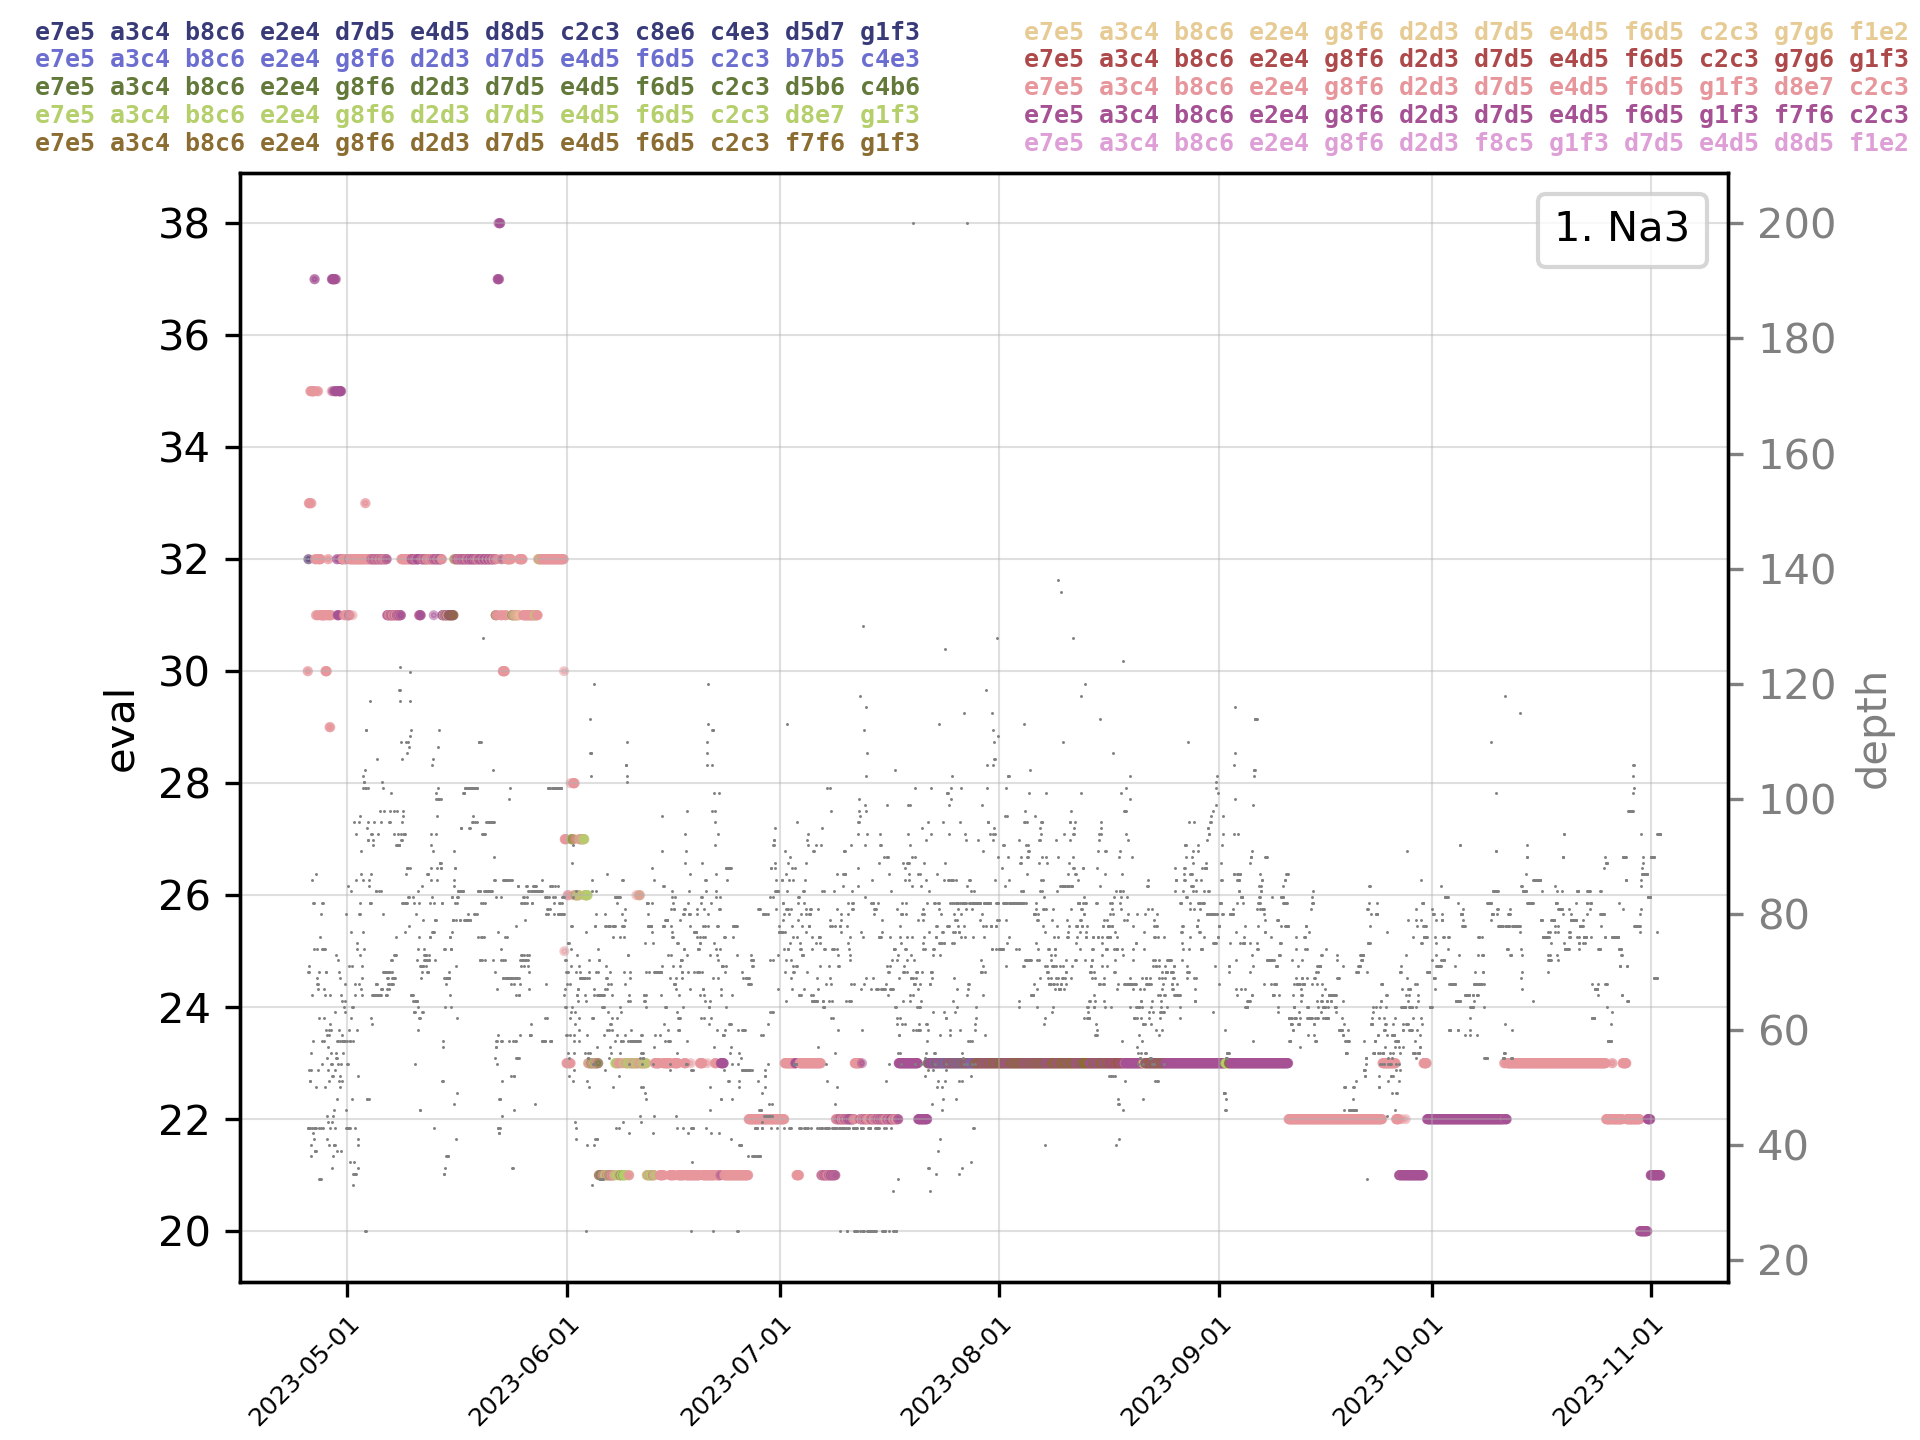 e7e5 a3c4 b8c6 e2e4 d7d5 e4d5 d8d5 c2c3 c8e6 c4e3 d5d7 g1f3
e7e5 a3c4 b8c6 e2e4 g8f6 d2d3 d7d5 e4d5 f6d5 c2c3 b7b5 c4e3
e7e5 a3c4 b8c6 e2e4 g8f6 d2d3 d7d5 e4d5 f6d5 c2c3 d5b6 c4b6
e7e5 a3c4 b8c6 e2e4 g8f6 d2d3 d7d5 e4d5 f6d5 c2c3 d8e7 g1f3
e7e5 a3c4 b8c6 e2e4 g8f6 d2d3 d7d5 e4d5 f6d5 c2c3 f7f6 g1f3
e7e5 a3c4 b8c6 e2e4 g8f6 d2d3 d7d5 e4d5 f6d5 c2c3 g7g6 f1e2
e7e5 a3c4 b8c6 e2e4 g8f6 d2d3 d7d5 e4d5 f6d5 c2c3 g7g6 g1f3
e7e5 a3c4 b8c6 e2e4 g8f6 d2d3 d7d5 e4d5 f6d5 g1f3 d8e7 c2c3
e7e5 a3c4 b8c6 e2e4 g8f6 d2d3 d7d5 e4d5 f6d5 g1f3 f7f6 c2c3
e7e5 a3c4 b8c6 e2e4 g8f6 d2d3 f8c5 g1f3 d7d5 e4d5 d8d5 f1e2
1. Na3
38
36
34
32
30
28
26
24
22
20
eval
200
180
160
140
120
100
80
60
40
20
depth
2023-05-01
2023-06-01
2023-07-01
2023-08-01
2023-09-01
2023-10-01
2023-11-01